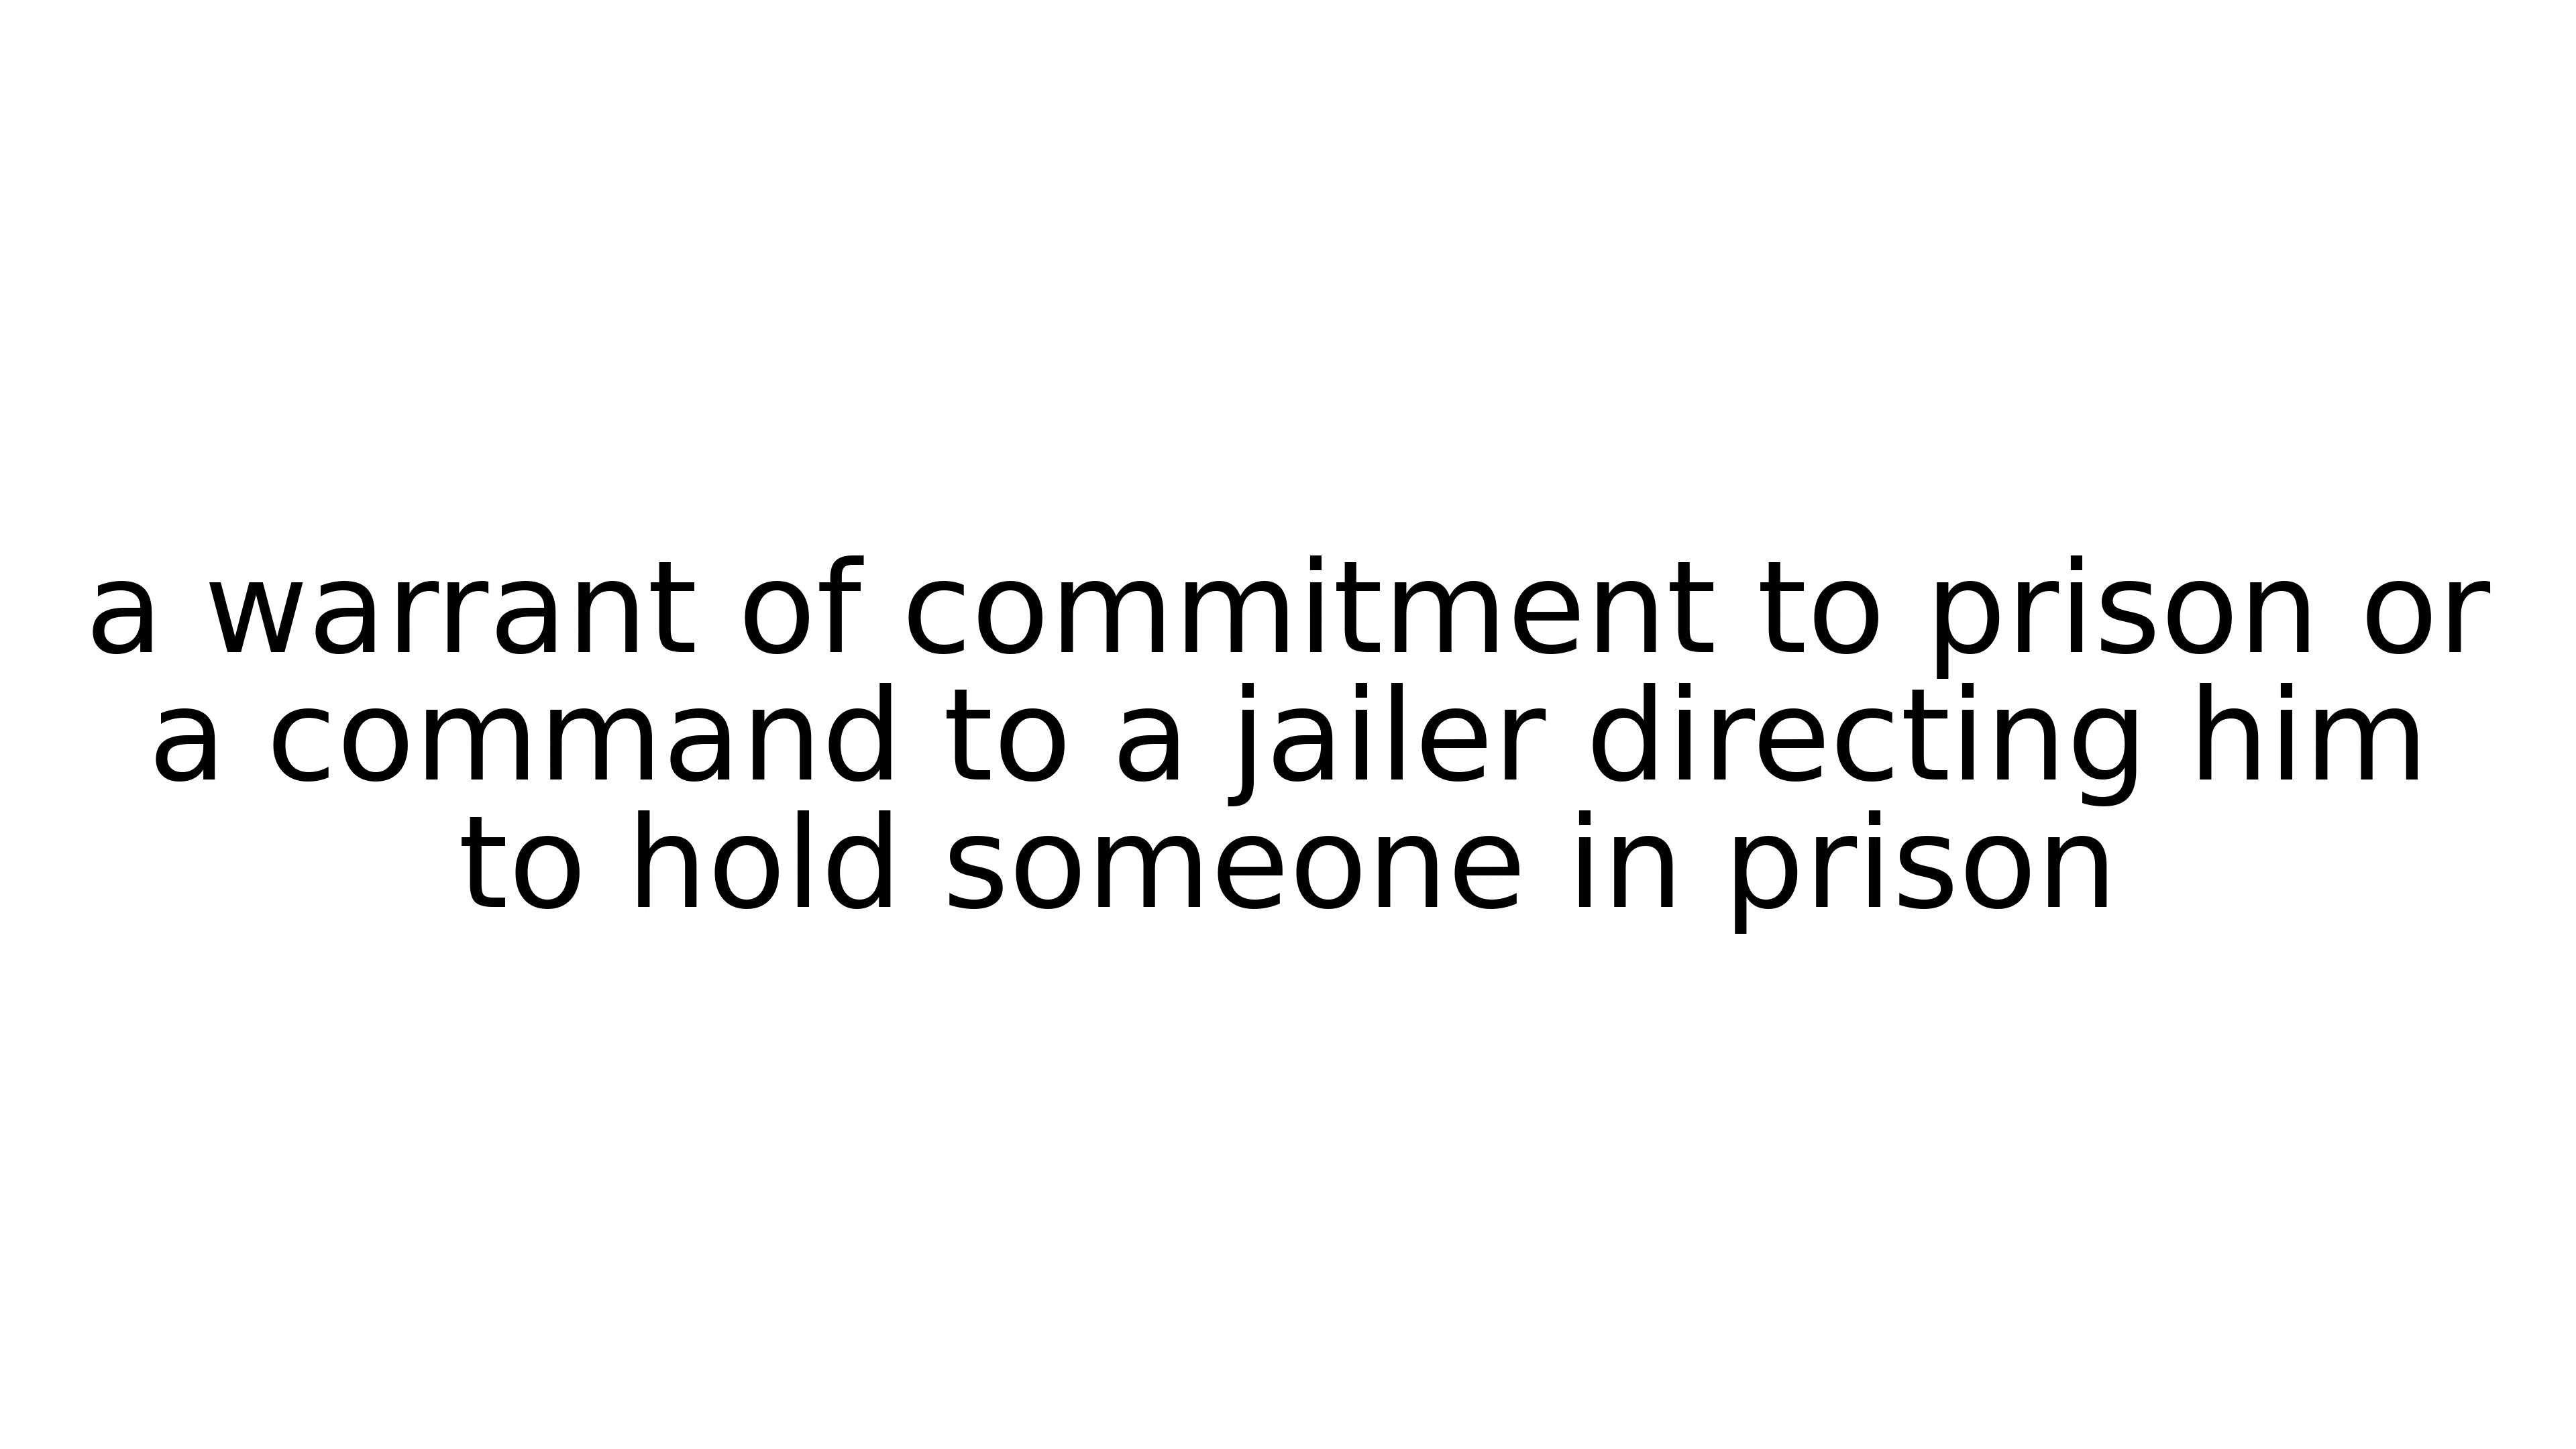 a warrant of commitment to prison or
a command to a jailer directing him
to hold someone in prison